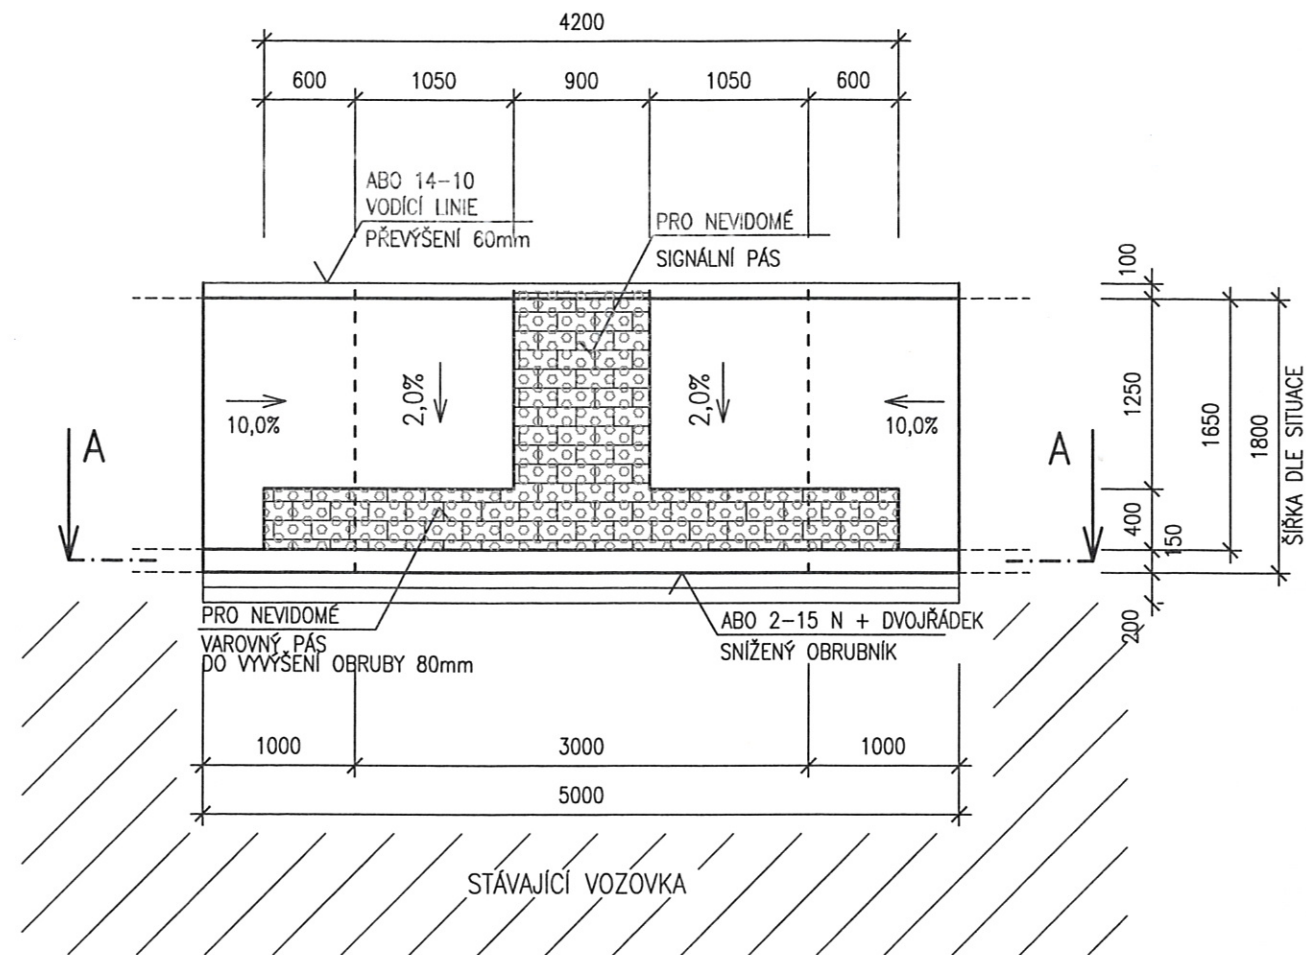 4200
600 1050 900 1050 600
ABO 14-10
VODÍCÍ LINIE
PŘEVÝŠENÍ 60mm
PRO NEVIDOMÉ
SIGNÁLNÍ PÁS
100
1250
1650
1800
ŠÍŘKA DLE SITUACE
400
150
200
10,0%
2,0%
2,0%
10,0%
A
A
PRO NEVIDOMÉ
VAROVNÝ PÁS
DO VYVÝŠENÍ OBRUBY 80mm
ABO 2-15 N + DVOJŘÁDEK
SNÍŽENÝ OBRUBNÍK
1000 3000 1000
5000
STÁVAJÍCÍ VOZOVKA